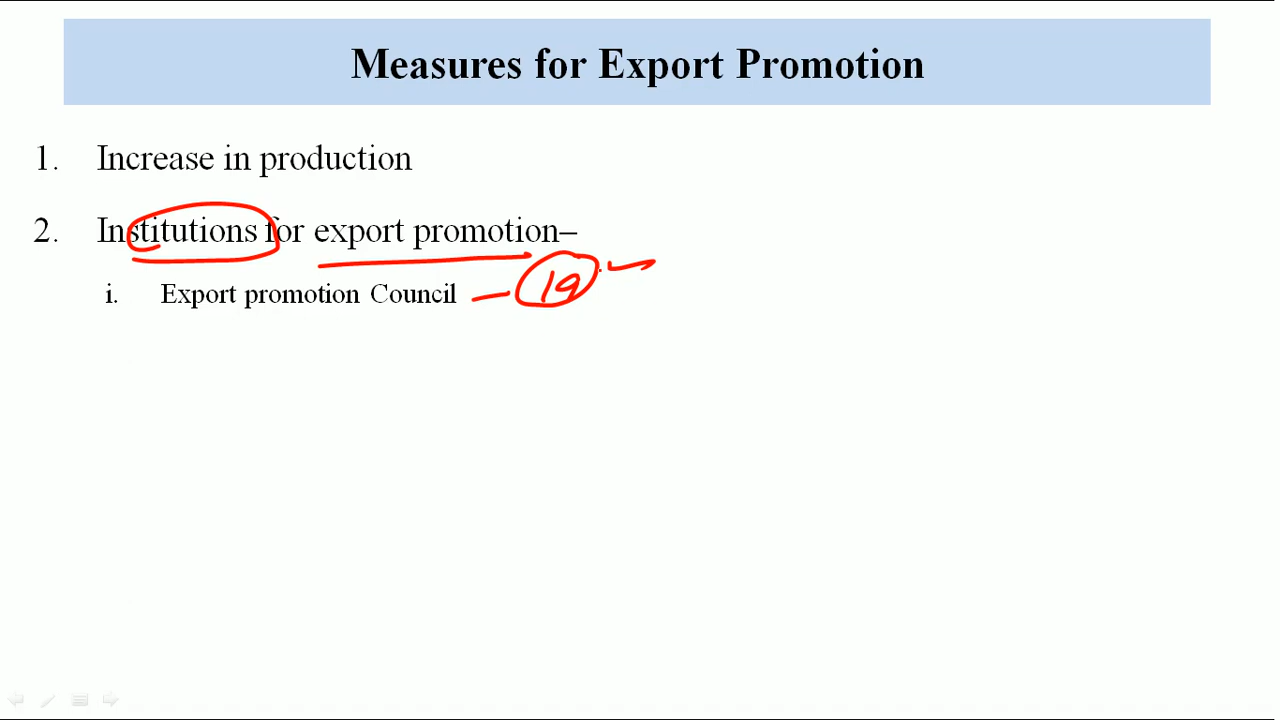 Measures for Export Promotion
1. Increase in production
2. Institutions for export promotion–
i. Export promotion Council – 19